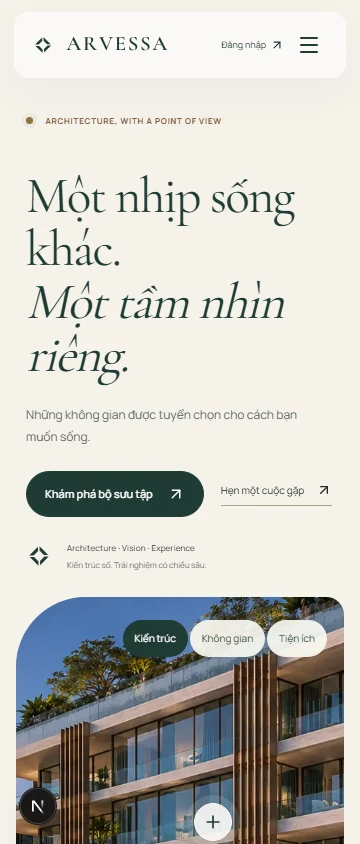 ARVESSA
Đăng nhập
ARCHITECTURE, WITH A POINT OF VIEW
Một nhịp sống
khác.
Một tầm nhìn
riêng.
Những không gian được tuyển chọn cho cách bạn
muốn sống.
Khám phá bộ sưu tập
Hẹn một cuộc gặp
Architecture · Vision · Experience
Kiến trúc số. Trải nghiệm có chiều sâu.
Kiến trúc
Không gian
Tiện ích
N